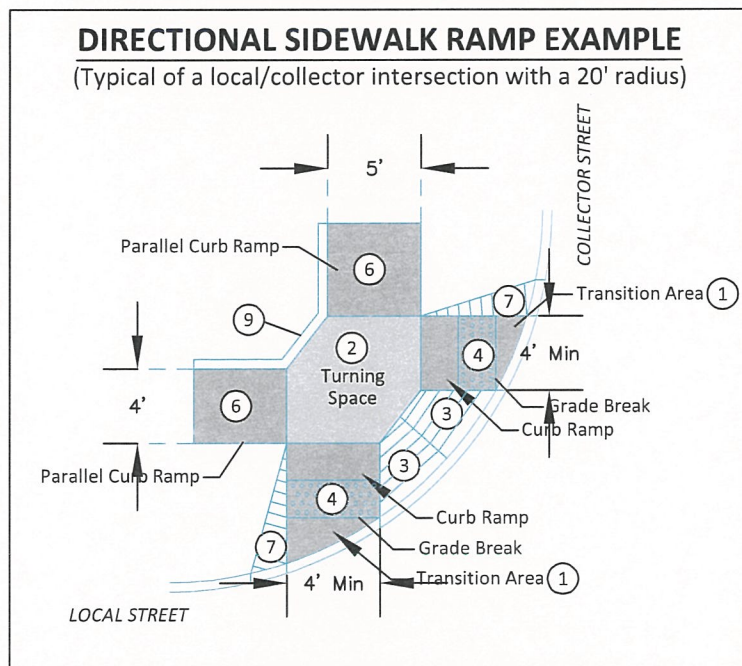 DIRECTIONAL SIDEWALK RAMP EXAMPLE
(Typical of a local/collector intersection with a 20' radius)
COLLECTOR STREET
5'
Parallel Curb Ramp
6
7
Transition Area 1
9
2
Turning
Space
4
4' Min
4'
6
3
Grade Break
Curb Ramp
Parallel Curb Ramp
3
4
Curb Ramp
Grade Break
7
4' Min
Transition Area 1
LOCAL STREET